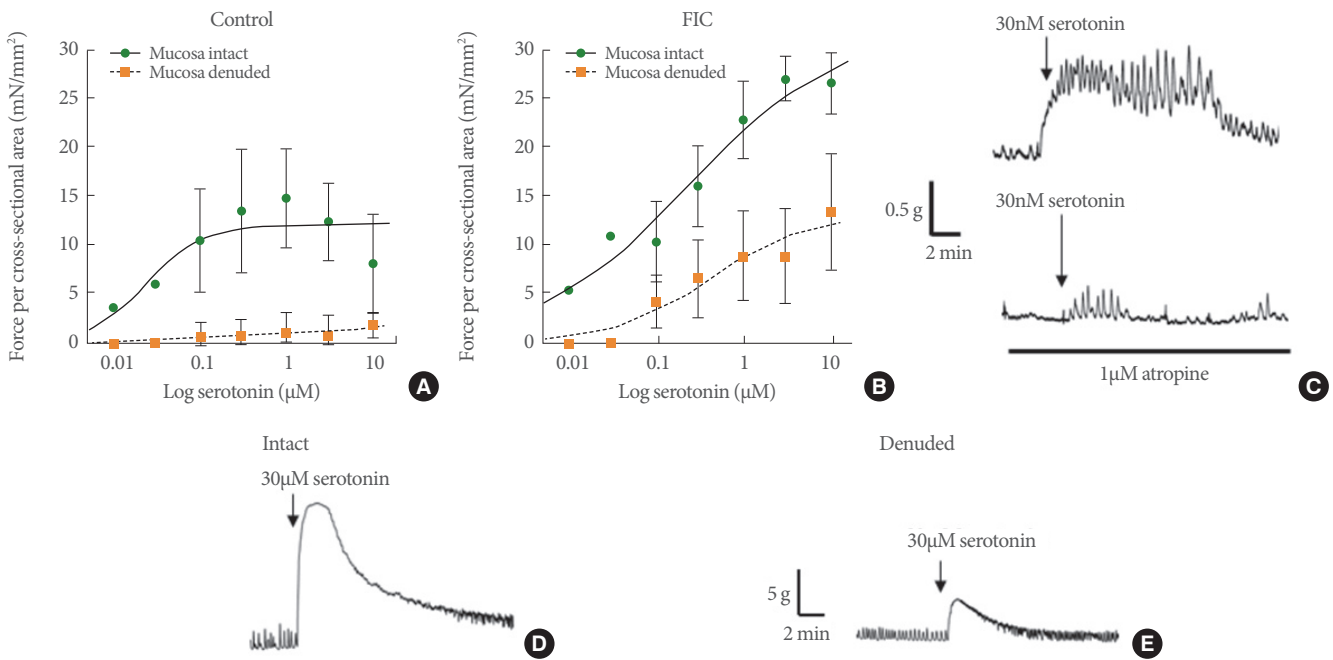 Control
Force per cross-sectional area (mN/mm²)
30
25
20
15
10
5
0
Mucosa intact
Mucosa denuded
0.01
0.1
1
10
Log serotonin (μM)
A
FIC
Force per cross-sectional area (mN/mm²)
30
25
20
15
10
5
0
Mucosa intact
Mucosa denuded
0.01
0.1
1
10
Log serotonin (μM)
B
30nM serotonin
0.5 g
2 min
30nM serotonin
1μM atropine
C
Intact
30μM serotonin
D
Denuded
30μM serotonin
5 g
2 min
E